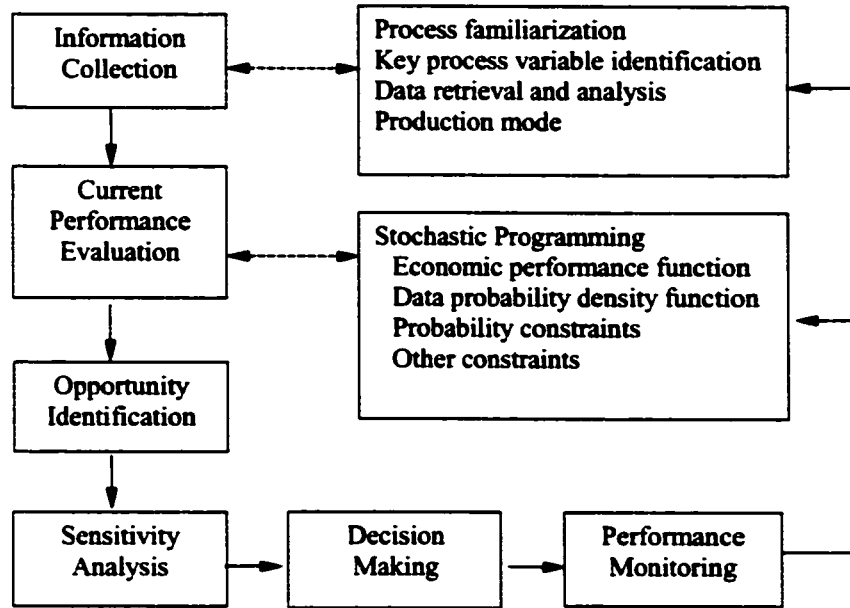 Information
Collection
Process familiarization
Key process variable identification
Data retrieval and analysis
Production mode
Current
Performance
Evaluation
Stochastic Programming
Economic performance function
Data probability density function
Probability constraints
Other constraints
Opportunity
Identification
Sensitivity
Analysis
Decision
Making
Performance
Monitoring